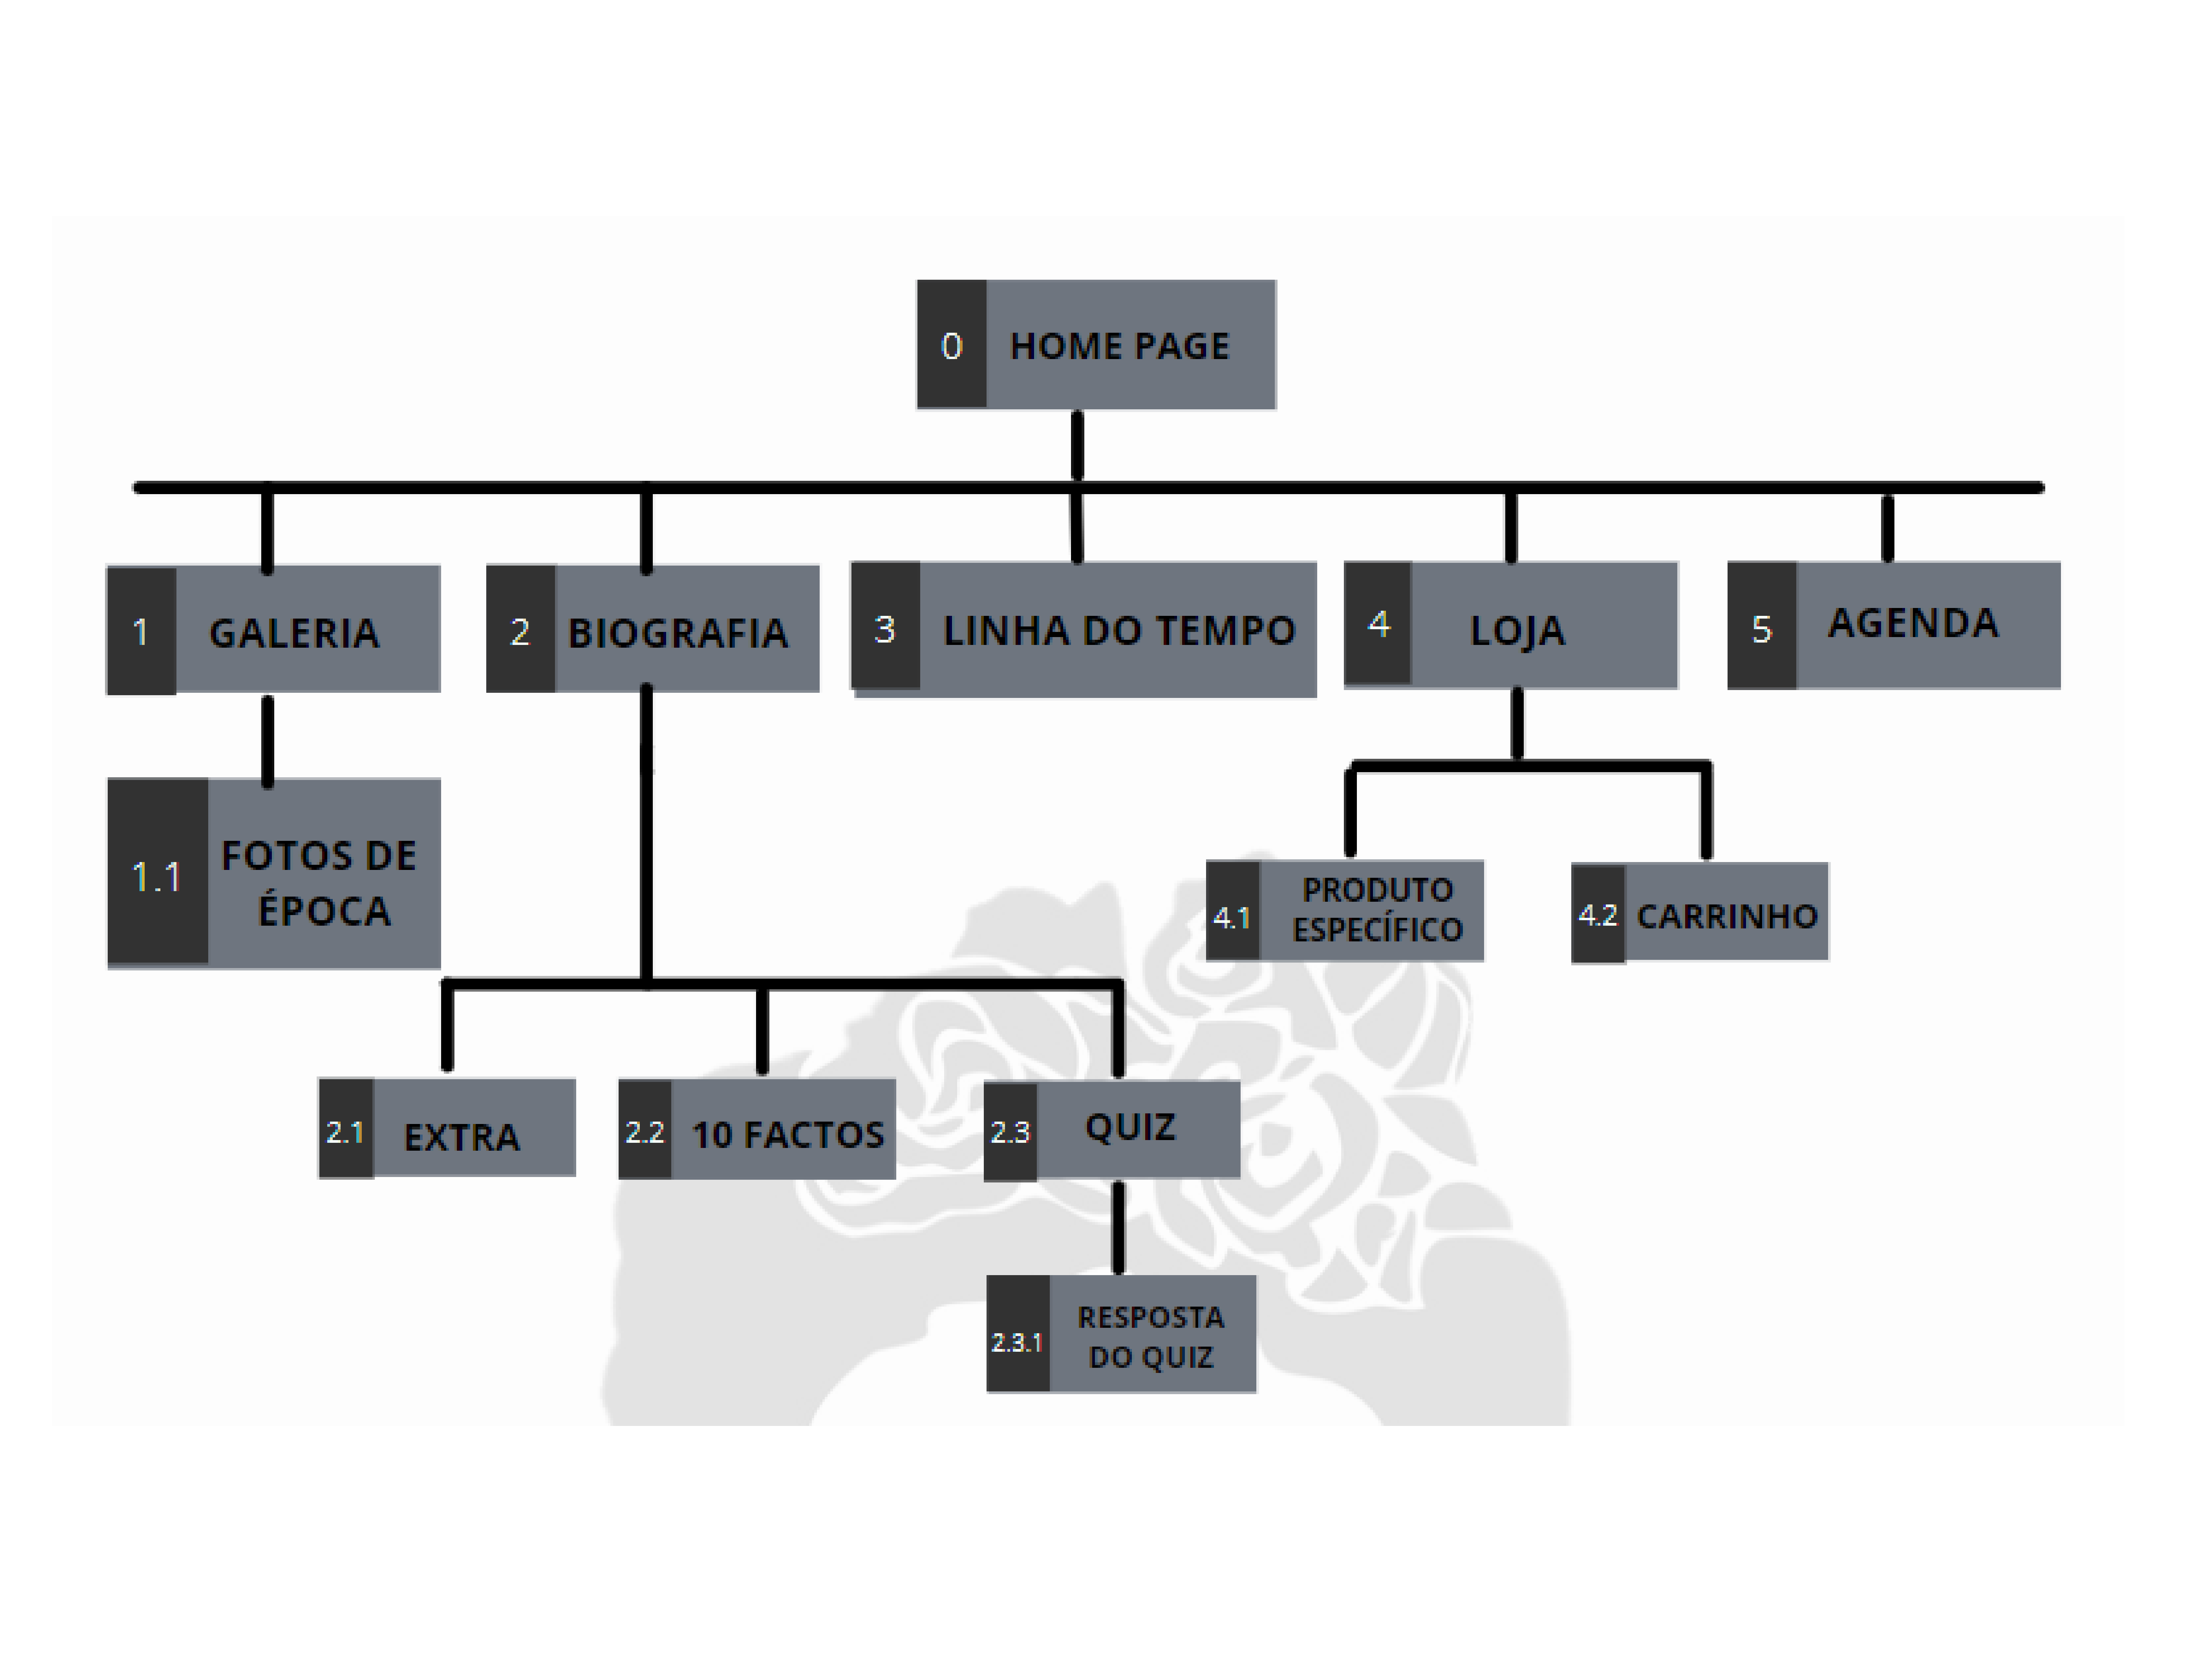 0 HOME PAGE
1 GALERIA
2 BIOGRAFIA
3 LINHA DO TEMPO
4 LOJA
5 AGENDA
1.1 FOTOS DE
ÉPOCA
4.1 PRODUTO
ESPECÍFICO
4.2 CARRINHO
2.1 EXTRA
2.2 10 FACTOS
2.3 QUIZ
2.3.1 RESPOSTA
DO QUIZ